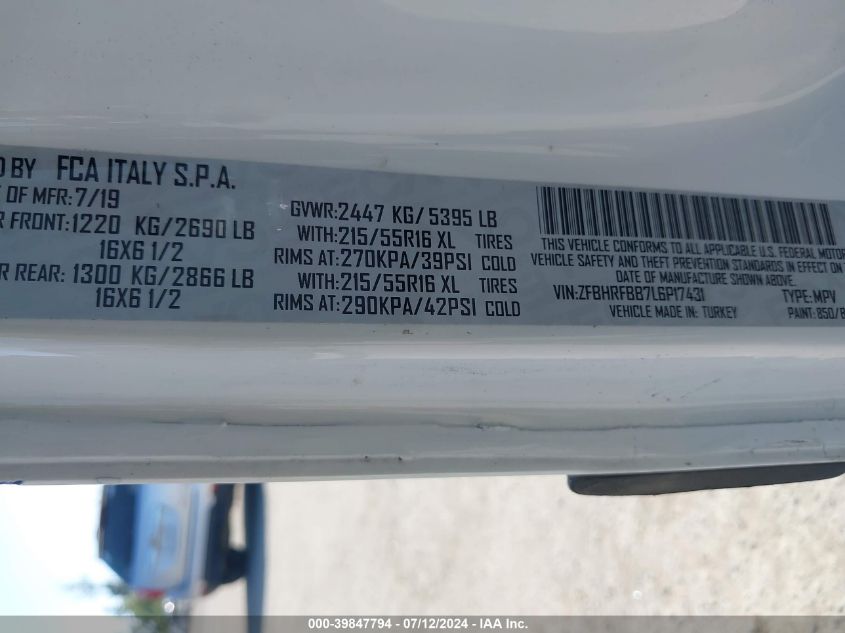 BY FCA ITALY S.P.A.
OF MFR: 7/19
FRONT:1220 KG/2690 LB
16X6 1/2
REAR: 1300 KG/2866 LB
16X6 1/2
GVWR:2447 KG/5395 LB
WITH:215/55R16 XL TIRES
RIMS AT:270KPA/39PSI COLD
WITH:215/55R16 XL TIRES
RIMS AT:290KPA/42PSI COLD
THIS VEHICLE CONFORMS TO ALL APPLICABLE U.S. FEDERAL MOTOR
VEHICLE SAFETY AND THEFT PREVENTION STANDARDS IN EFFECT ON
DATE OF MANUFACTURE SHOWN ABOVE.
VIN:ZFBHRFBB7L6P17431 TYPE: MPV
VEHICLE MADE IN: TURKEY PAINT: 850/
000-39847794 - 07/12/2024 - IAA Inc.